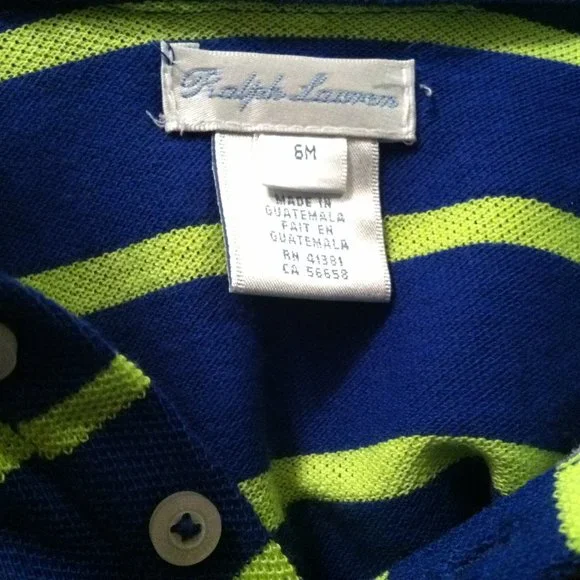 Ralph Lauren
6M
MADE IN
GUATEMALA
FAIT EN
GUATEMALA
RN 41381
CA 56658